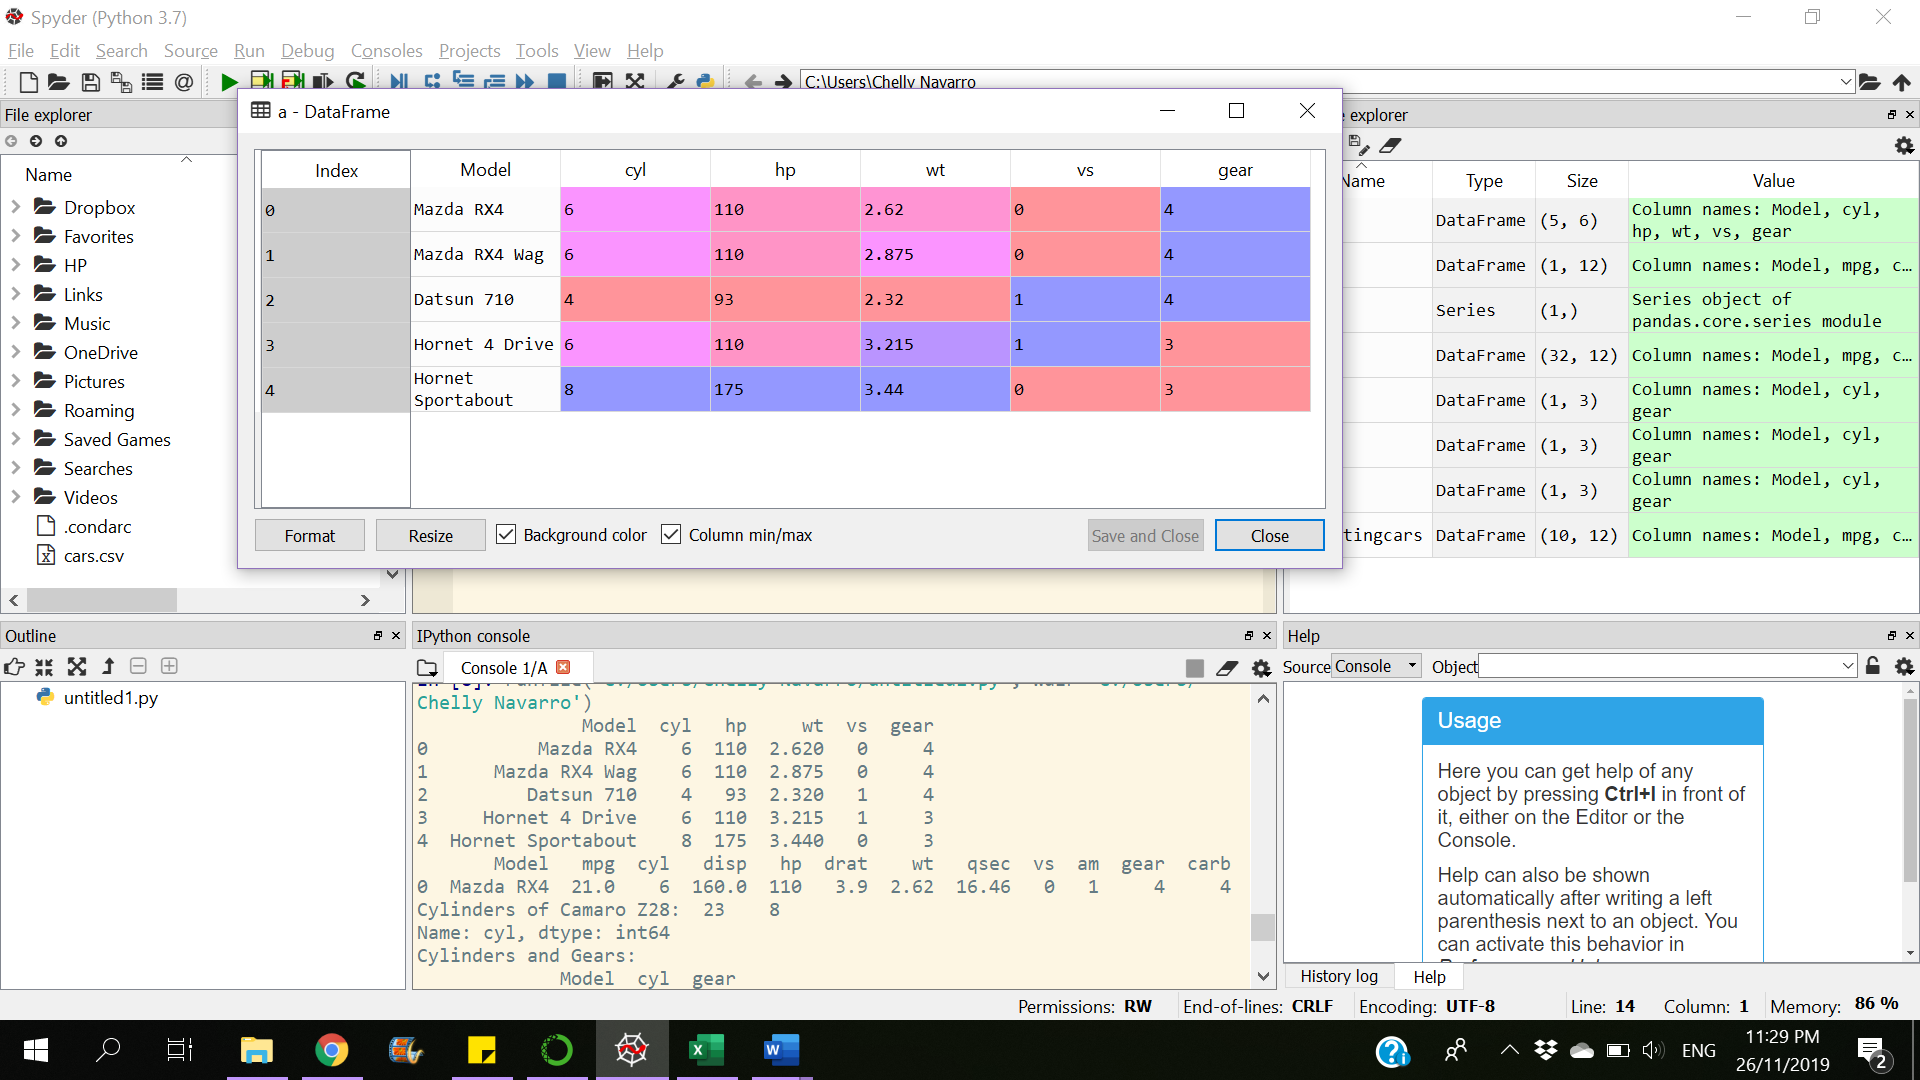 Spyder (Python 3.7)
File Edit Search Source Run Debug Consoles Projects Tools View Help
C:\Users\Chelly Navarro
File explorer
Name
Dropbox
Favorites
HP
Links
Music
OneDrive
Pictures
Roaming
Saved Games
Searches
Videos
.condarc
cars.csv
a - DataFrame
Index Model cyl hp wt vs gear
0 Mazda RX4 6 110 2.62 0 4
1 Mazda RX4 Wag 6 110 2.875 0 4
2 Datsun 710 4 93 2.32 1 4
3 Hornet 4 Drive 6 110 3.215 1 3
4 Hornet Sportabout 8 175 3.44 0 3
Format Resize Background color Column min/max Save and Close Close
explorer
Name Type Size Value
DataFrame (5, 6) Column names: Model, cyl,
hp, wt, vs, gear
DataFrame (1, 12) Column names: Model, mpg, c...
Series (1,) Series object of
pandas.core.series module
DataFrame (32, 12) Column names: Model, mpg, c...
DataFrame (1, 3) Column names: Model, cyl,
gear
DataFrame (1, 3) Column names: Model, cyl,
gear
DataFrame (1, 3) Column names: Model, cyl,
gear
tingcars DataFrame (10, 12) Column names: Model, mpg, c...
Outline
untitled1.py
IPython console
Console 1/A
Chelly Navarro')
Model cyl hp wt vs gear
0 Mazda RX4 6 110 2.620 0 4
1 Mazda RX4 Wag 6 110 2.875 0 4
2 Datsun 710 4 93 2.320 1 4
3 Hornet 4 Drive 6 110 3.215 1 3
4 Hornet Sportabout 8 175 3.440 0 3
Model mpg cyl disp hp drat wt qsec vs am gear carb
0 Mazda RX4 21.0 6 160.0 110 3.9 2.62 16.46 0 1 4 4
Cylinders of Camaro Z28: 23 8
Name: cyl, dtype: int64
Cylinders and Gears:
Model cyl gear
Help
Source Console Object
Usage
Here you can get help of any
object by pressing Ctrl+I in front of
it, either on the Editor or the
Console.
Help can also be shown
automatically after writing a left
parenthesis next to an object. You
can activate this behavior in
History log Help
Permissions: RW End-of-lines: CRLF Encoding: UTF-8 Line: 14 Column: 1 Memory: 86 %
ENG
11:29 PM
26/11/2019
2